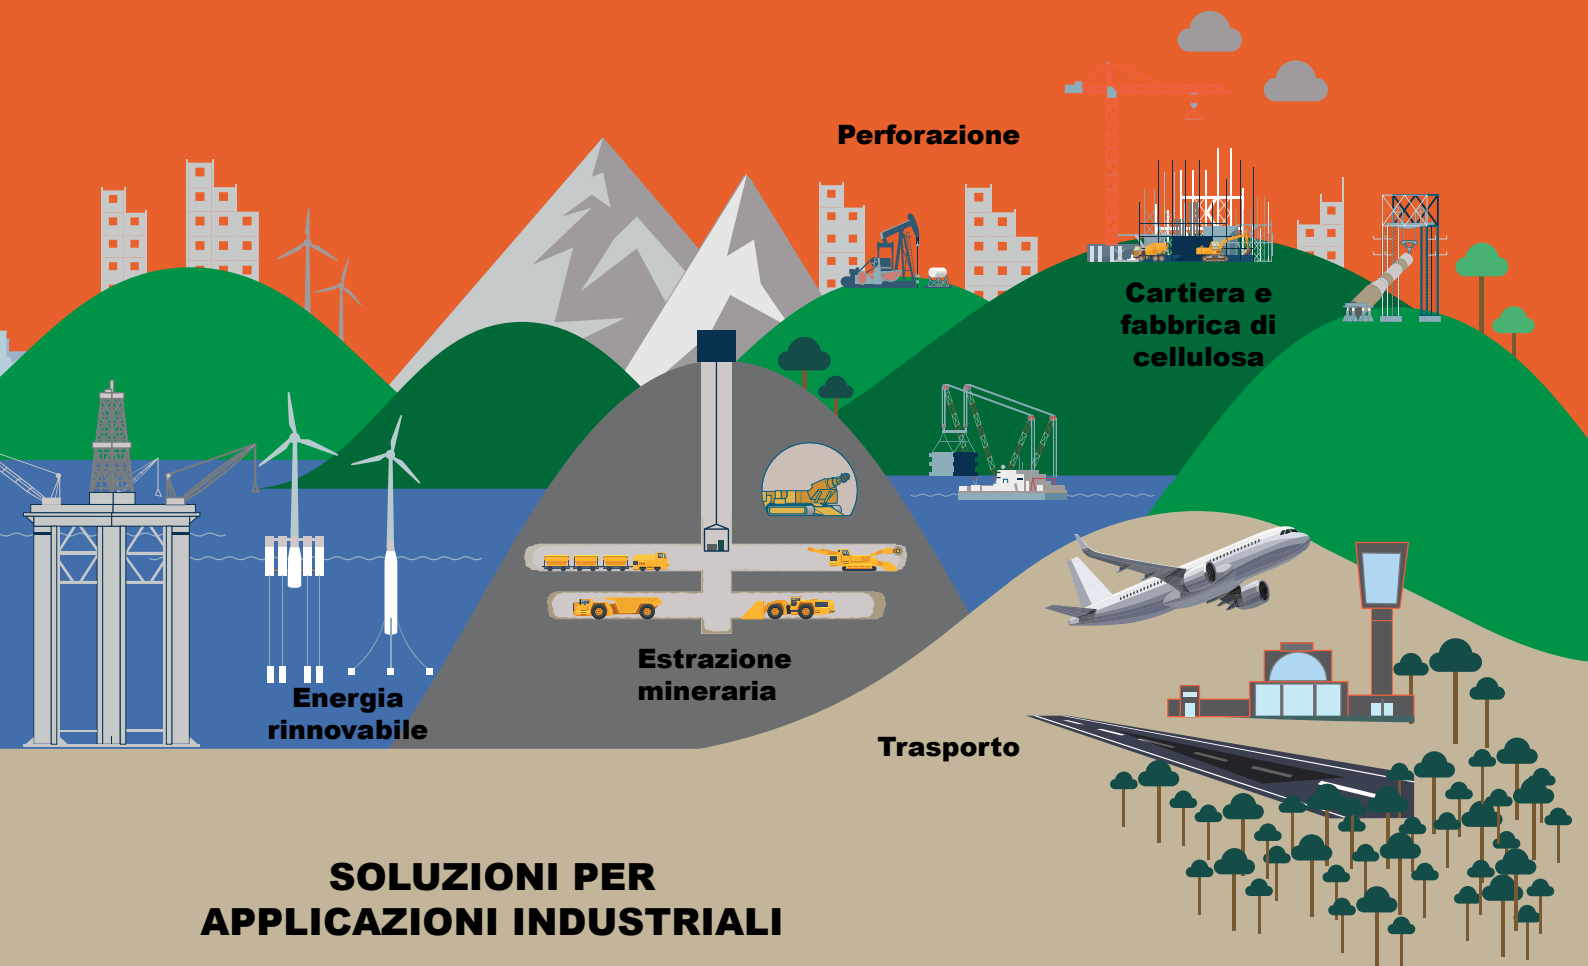 Perforazione
Cartiera e
fabbrica di
cellulosa
Estrazione
mineraria
Energia
rinnovabile
Trasporto
SOLUZIONI PER
APPLICAZIONI INDUSTRIALI